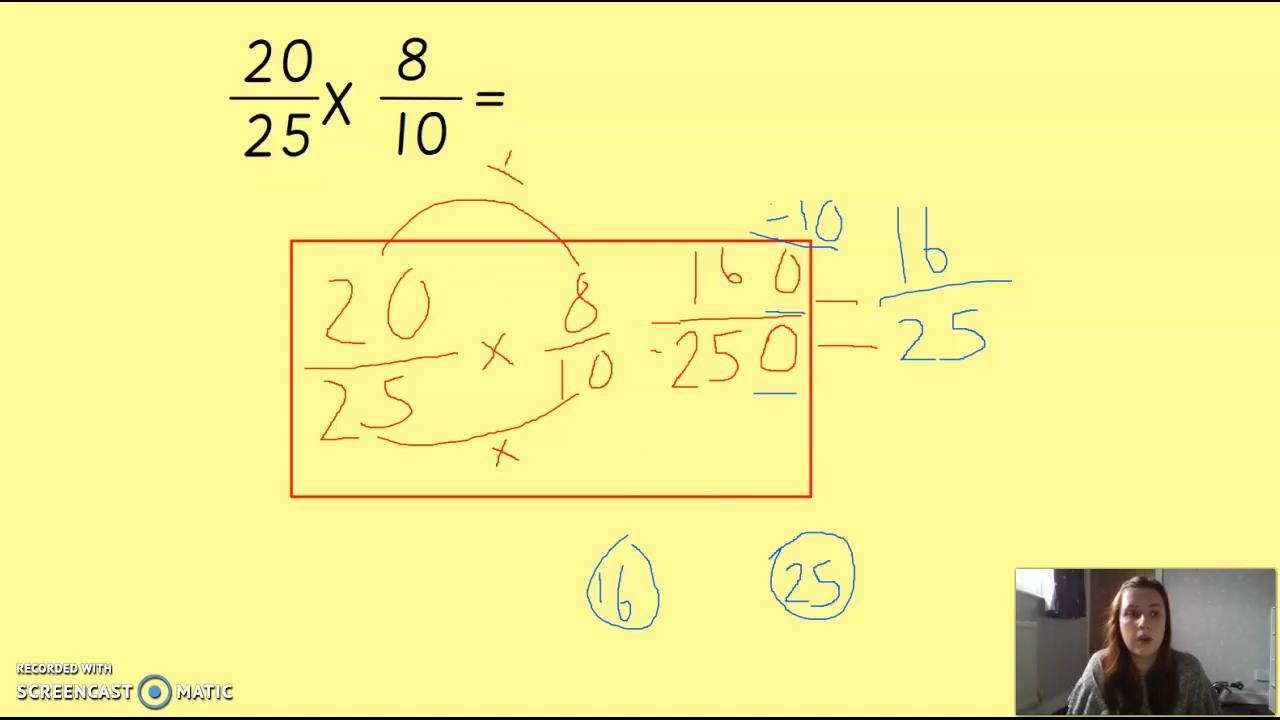 20/25 X 8/10 =
÷10
20/25 × 8/10 = 160/250 = 16/25
×
16 25
RECORDED WITH
SCREENCAST MATIC